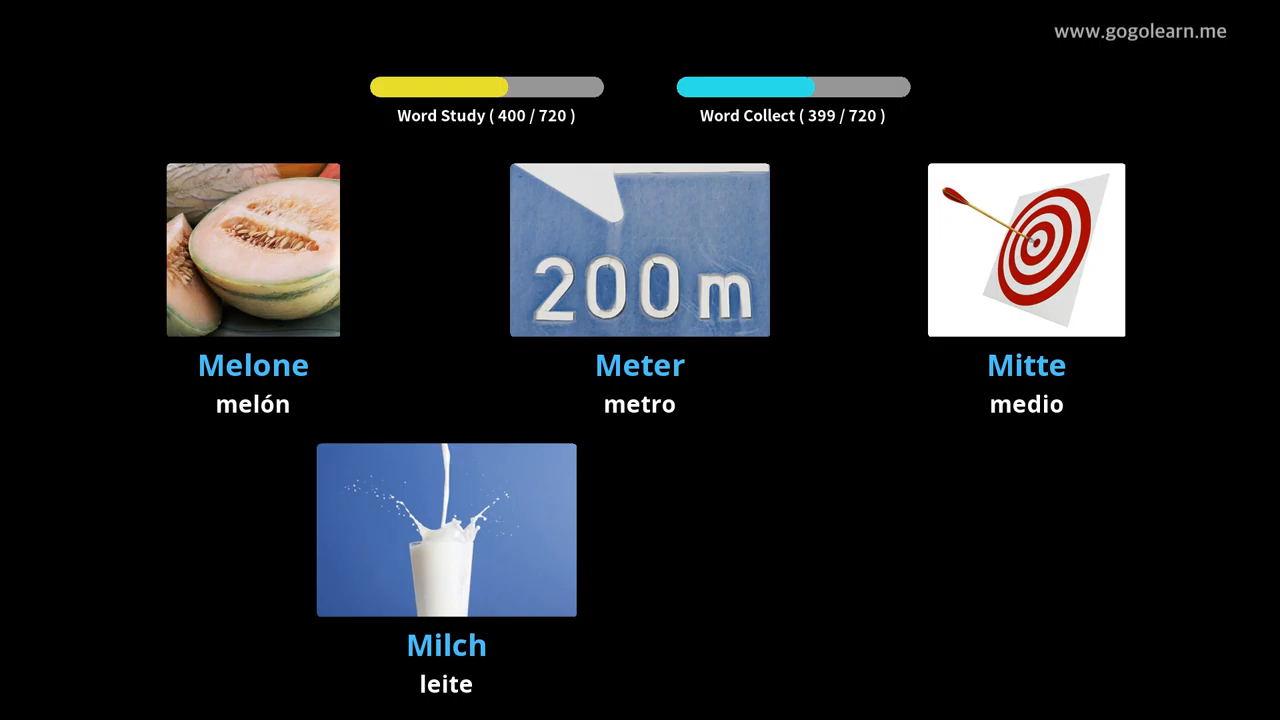 www.gogolearn.me
Word Study ( 400 / 720 )
Word Collect ( 399 / 720 )
200 m
Melone
melón
Meter
metro
Mitte
medio
Milch
leite